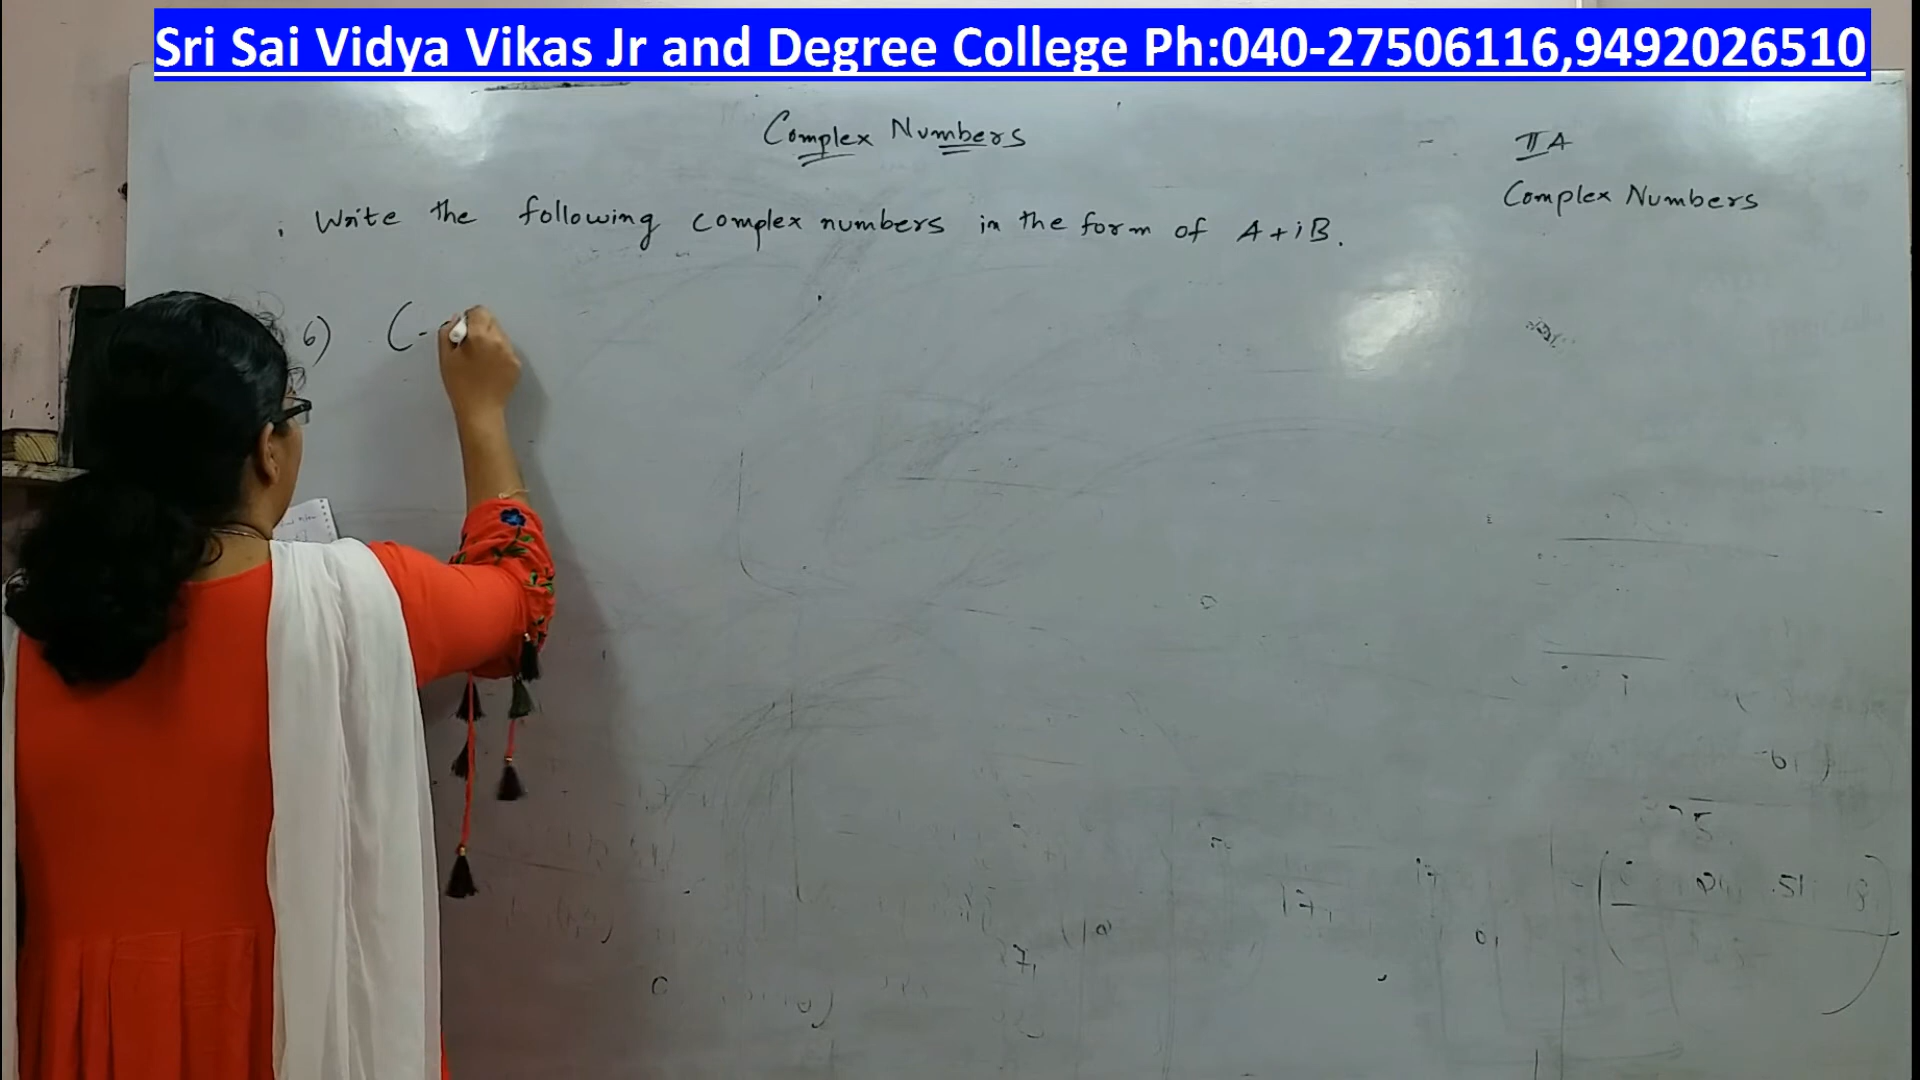 Sri Sai Vidya Vikas Jr and Degree College Ph:040-27506116,9492026510
Complex Numbers
II A
Complex Numbers
Write the following complex numbers in the form of A+iB.
6) (-